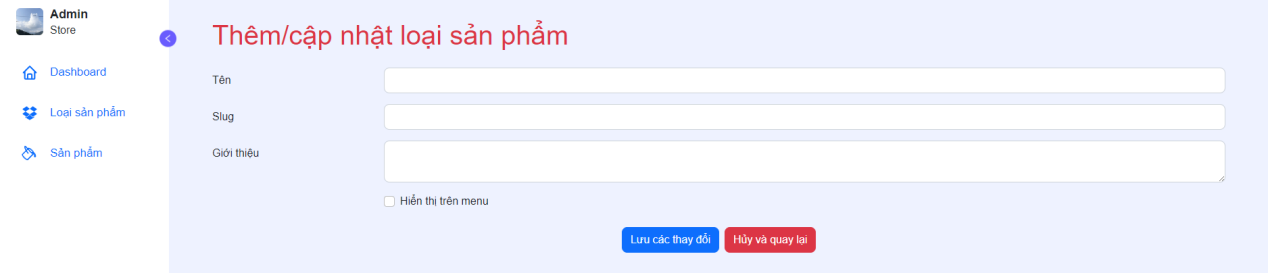 Admin
Store
Dashboard
Loại sản phẩm
Sản phẩm
Thêm/cập nhật loại sản phẩm
Tên
Slug
Giới thiệu
Hiển thị trên menu
Lưu các thay đổi
Hủy và quay lại